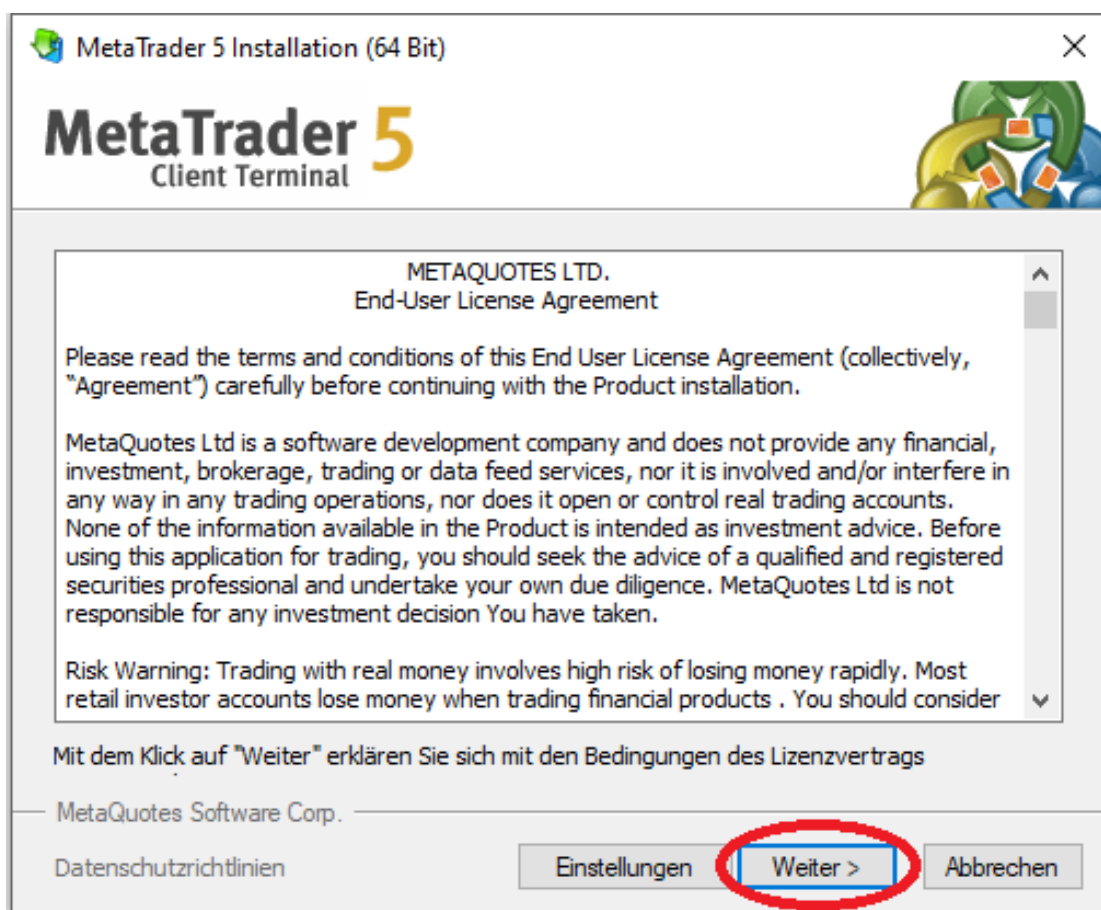 MetaTrader 5 Installation (64 Bit)
MetaTrader 5
Client Terminal
METAQUOTES LTD.
End-User License Agreement
Please read the terms and conditions of this End User License Agreement (collectively,
“Agreement”) carefully before continuing with the Product installation.
MetaQuotes Ltd is a software development company and does not provide any financial,
investment, brokerage, trading or data feed services, nor it is involved and/or interfere in
any way in any trading operations, nor does it open or control real trading accounts.
None of the information available in the Product is intended as investment advice. Before
using this application for trading, you should seek the advice of a qualified and registered
securities professional and undertake your own due diligence. MetaQuotes Ltd is not
responsible for any investment decision You have taken.
Risk Warning: Trading with real money involves high risk of losing money rapidly. Most
retail investor accounts lose money when trading financial products . You should consider
Mit dem Klick auf "Weiter" erklären Sie sich mit den Bedingungen des Lizenzvertrags
MetaQuotes Software Corp.
Datenschutzrichtlinien Einstellungen Weiter > Abbrechen